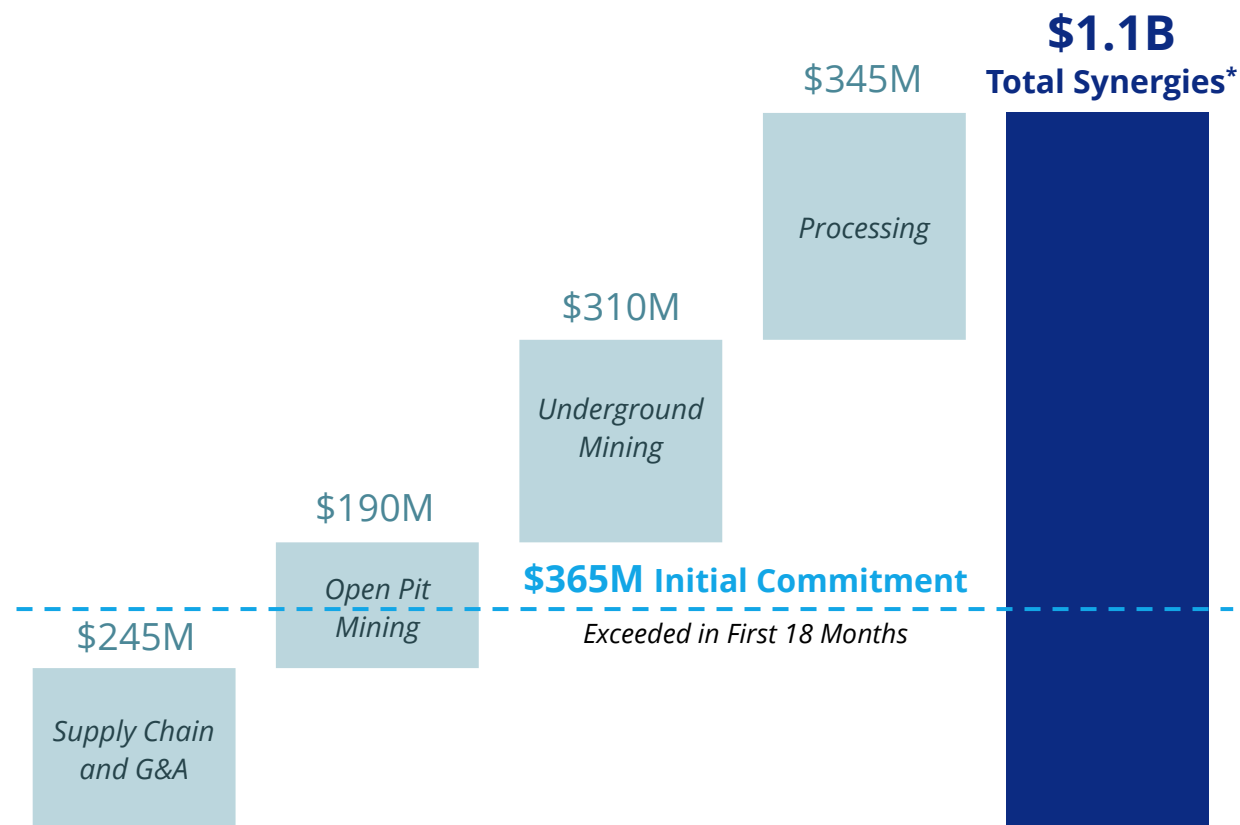 $1.1B
Total Synergies*
$345M
Processing
$310M
Underground
Mining
$190M
Open Pit
Mining
$365M Initial Commitment
Exceeded in First 18 Months
$245M
Supply Chain
and G&A